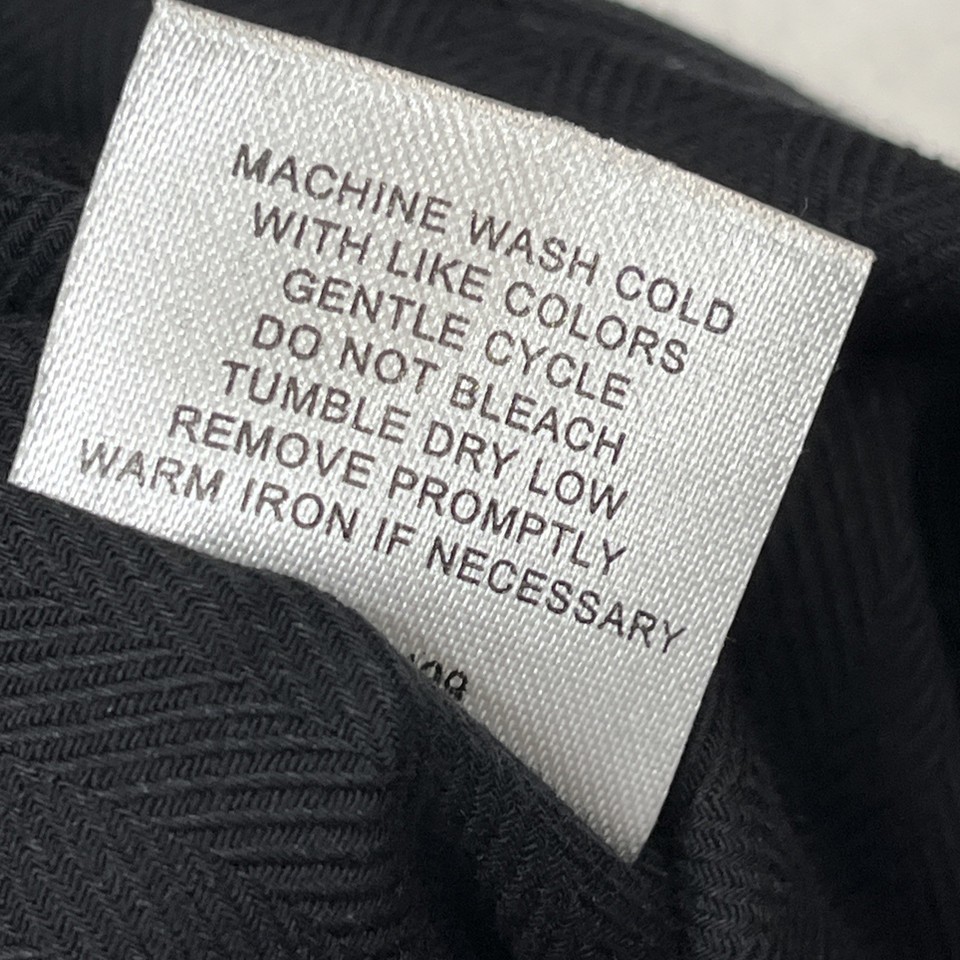 MACHINE WASH COLD
WITH LIKE COLORS
GENTLE CYCLE
DO NOT BLEACH
TUMBLE DRY LOW
REMOVE PROMPTLY
WARM IRON IF NECESSARY